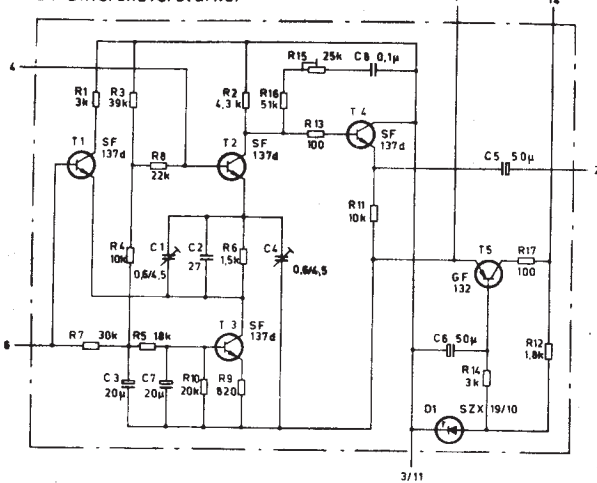 14
R15 25k C8 0,1µ
4
R1
3k
R3
39k
R2
4,3k
R16
51k
R13
100
T4
SF
137d
T1
SF
137d
R8
22k
T2
SF
137d
C5 50µ
2
R11
10k
R4
10k
C1
0,6/4,5
C2
27
R6
1,5k
C4
0,6/4,5
T5
GF
132
R17
100
T3
SF
137d
6
R7 30k
R5 18k
C6 50µ
R12
1,8k
C3
20µ
C7
20µ
R10
20k
R9
820
R14
3k
D1 SZX 19/10
3/11